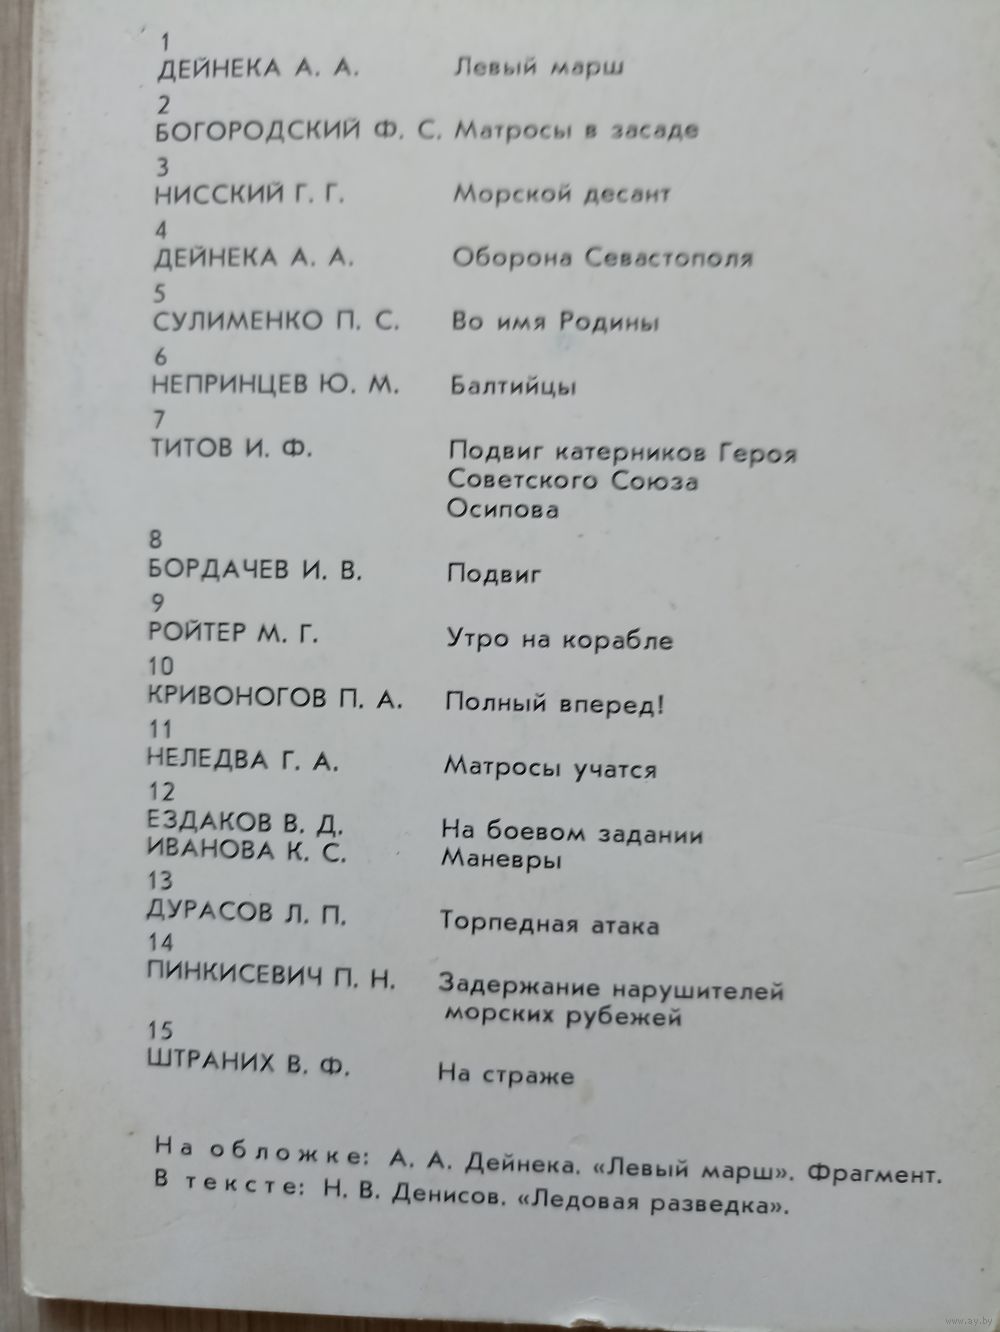 1
ДЕЙНЕКА А. А. Левый марш
2
БОГОРОДСКИЙ Ф. С. Матросы в засаде
3
НИССКИЙ Г. Г. Морской десант
4
ДЕЙНЕКА А. А. Оборона Севастополя
5
СУЛИМЕНКО П. С. Во имя Родины
6
НЕПРИНЦЕВ Ю. М. Балтийцы
7
ТИТОВ И. Ф. Подвиг катерников Героя
Советского Союза
Осипова
8
БОРДАЧЕВ И. В. Подвиг
9
РОЙТЕР М. Г. Утро на корабле
10
КРИВОНОГОВ П. А. Полный вперед!
11
НЕЛЕДВА Г. А. Матросы учатся
12
ЕЗДАКОВ В. Д. На боевом задании
ИВАНОВА К. С. Маневры
13
ДУРАСОВ Л. П. Торпедная атака
14
ПИНКИСЕВИЧ П. Н. Задержание нарушителей
морских рубежей
15
ШТРАНИХ В. Ф. На страже
На обложке: А. А. Дейнека. «Левый марш». Фрагмент.
В тексте: Н. В. Денисов. «Ледовая разведка».
www.ay.by